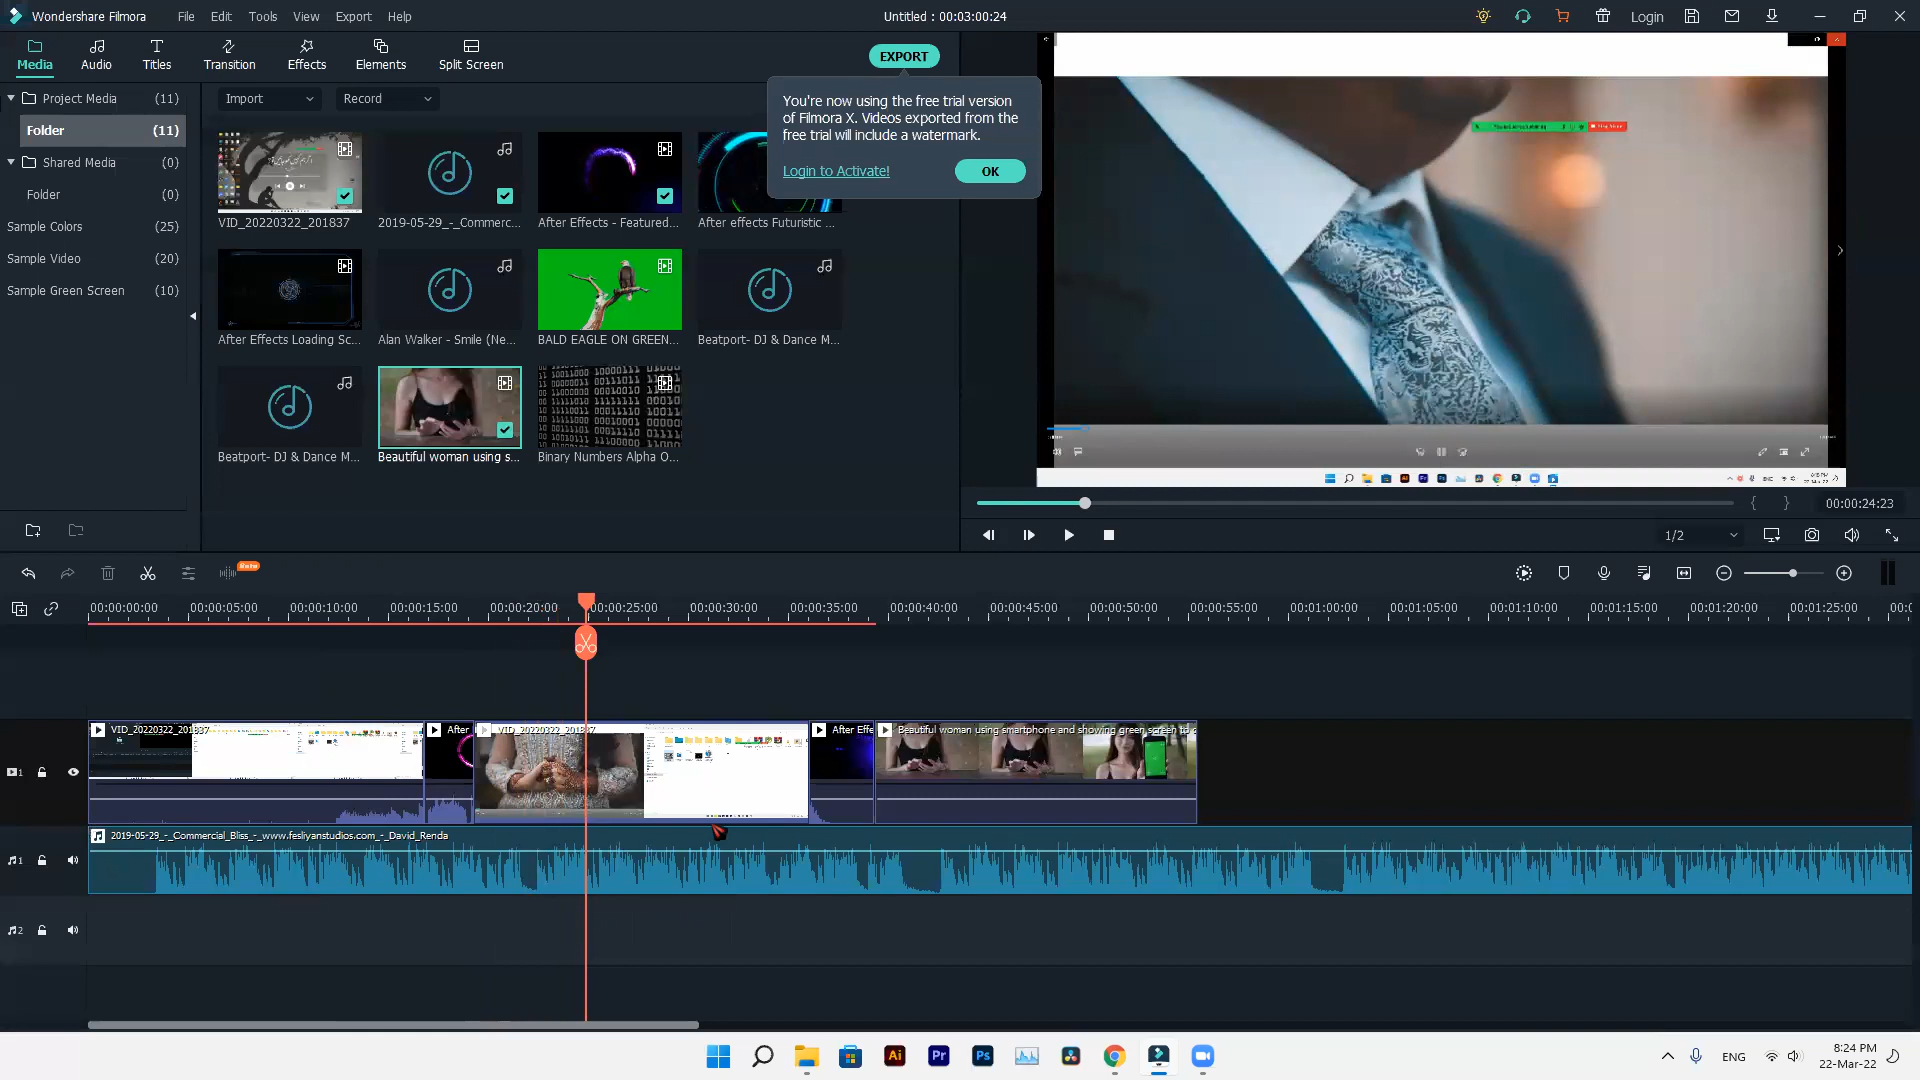 Wondershare Filmora File Edit Tools View Export Help Untitled : 00:03:00:24 Login
Media Audio Titles Transition Effects Elements Split Screen EXPORT
Project Media (11)
Folder (11)
Shared Media (0)
Folder (0)
Sample Colors (25)
Sample Video (20)
Sample Green Screen (10)
Import Record
You're now using the free trial version
of Filmora X. Videos exported from the
free trial will include a watermark.
Login to Activate! OK
VID_20220322_201837 2019-05-29_-_Commerc... After Effects - Featured... After effects Futuristic ...
After Effects Loading Sc... Alan Walker - Smile (Ne... BALD EAGLE ON GREEN... Beatport- DJ & Dance M...
Beatport- DJ & Dance M... Beautiful woman using s... Binary Numbers Alpha O...
00:00:24:23
1/2
00:00:00:00 00:00:05:00 00:00:10:00 00:00:15:00 00:00:20:00 00:00:25:00 00:00:30:00 00:00:35:00 00:00:40:00 00:00:45:00 00:00:50:00 00:00:55:00 00:01:00:00 00:01:05:00 00:01:10:00 00:01:15:00 00:01:20:00 00:01:25:00
VID_20220322_201837 After VID_20220322_201837 After Effe Beautiful woman using smartphone and showing green screen to c
1
2019-05-29_-_Commercial_Bliss_-_www.fesliyanstudios.com_-_David_Renda
1
2
Ai Pr Ps ENG 8:24 PM
22-Mar-22